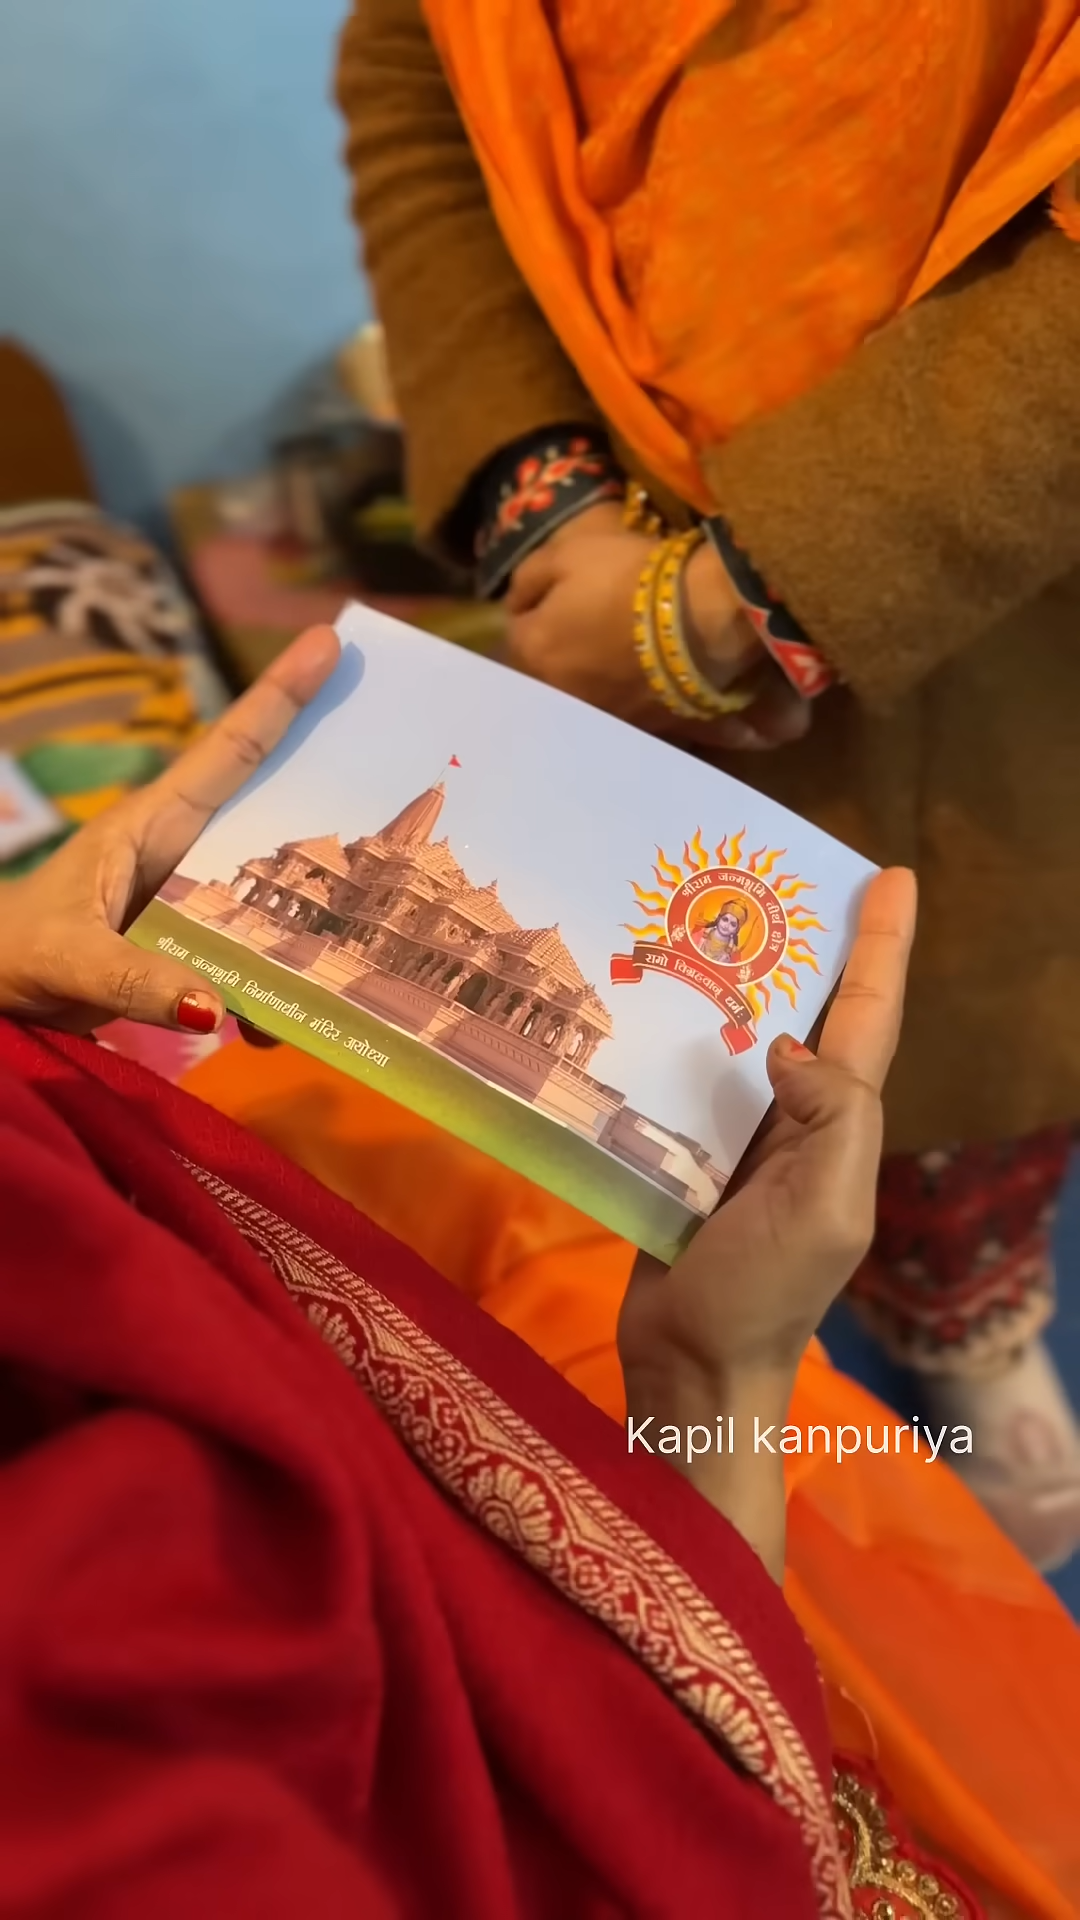 श्रीराम जन्मभूमि तीर्थ क्षेत्र
रामो विग्रहवान् धर्मः
श्रीराम जन्मभूमि निर्माणाधीन मंदिर अयोध्या
Kapil kanpuriya